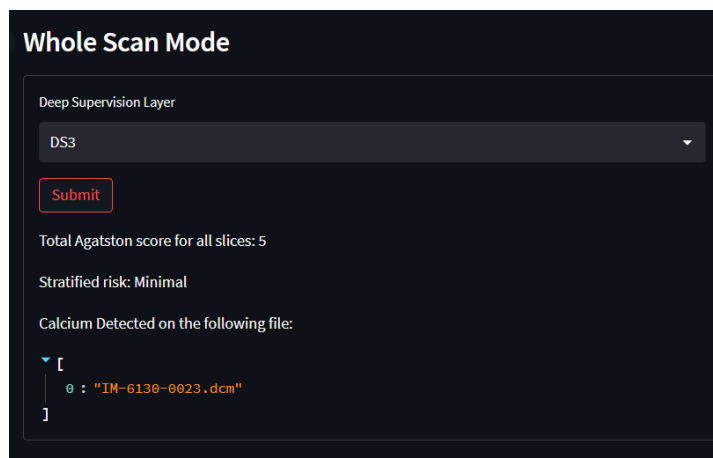 Whole Scan Mode
Deep Supervision Layer
DS3
Submit
Total Agatston score for all slices: 5
Stratified risk: Minimal
Calcium Detected on the following file:
[
0 : "IM-6130-0023.dcm"
]